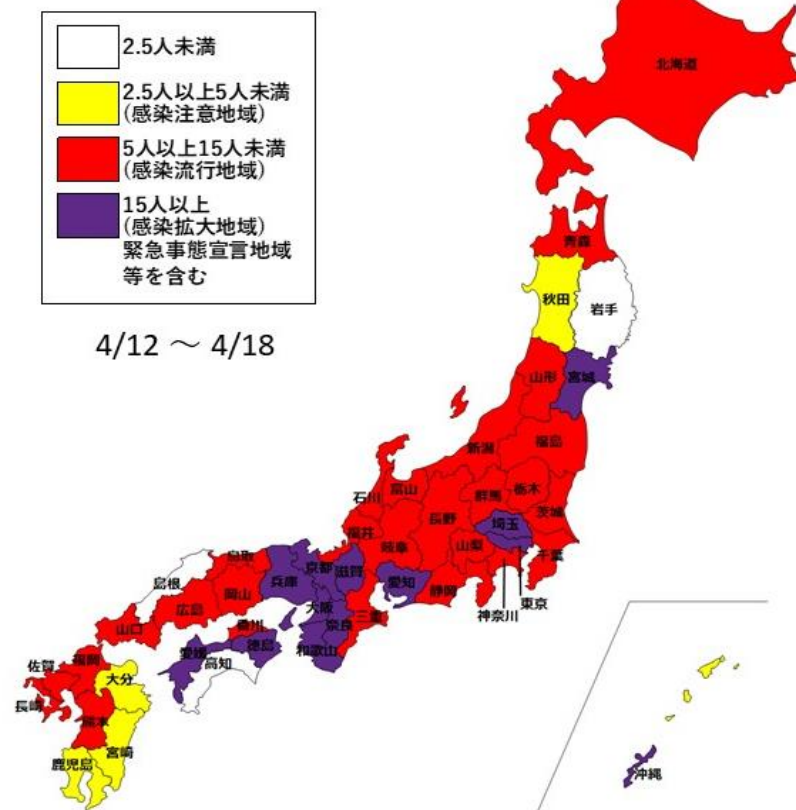 2.5人未満
2.5人以上5人未満
(感染注意地域)
5人以上15人未満
(感染流行地域)
15人以上
(感染拡大地域)
緊急事態宣言地域
等を含む
4/12 ～ 4/18
北海道
青森
秋田
岩手
山形
宮城
新潟
福島
石川
富山
群馬
栃木
長野
茨城
福井
埼玉
岐阜
山梨
千葉
鳥取
京都
滋賀
島根
兵庫
愛知
静岡
岡山
東京
広島
大阪
奈良
三重
神奈川
山口
香川
徳島
和歌山
愛媛
高知
福岡
佐賀
大分
長崎
熊本
宮崎
鹿児島
沖縄